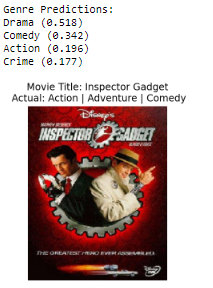 Genre Predictions:
Drama (0.518)
Comedy (0.342)
Action (0.196)
Crime (0.177)
Movie Title: Inspector Gadget
Actual: Action | Adventure | Comedy
Disney's
INSPECTOR GADGET
THE GREATEST HERO EVER ASSEMBLED.
DVD